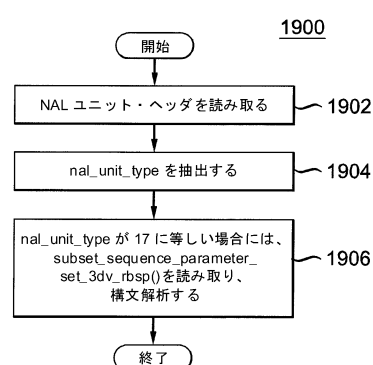 1900
開始
NAL ユニット・ヘッダを読み取る
1902
nal_unit_type を抽出する
1904
nal_unit_type が 17 に等しい場合には、
subset_sequence_parameter_
set_3dv_rbsp()を読み取り、
構文解析する
1906
終了